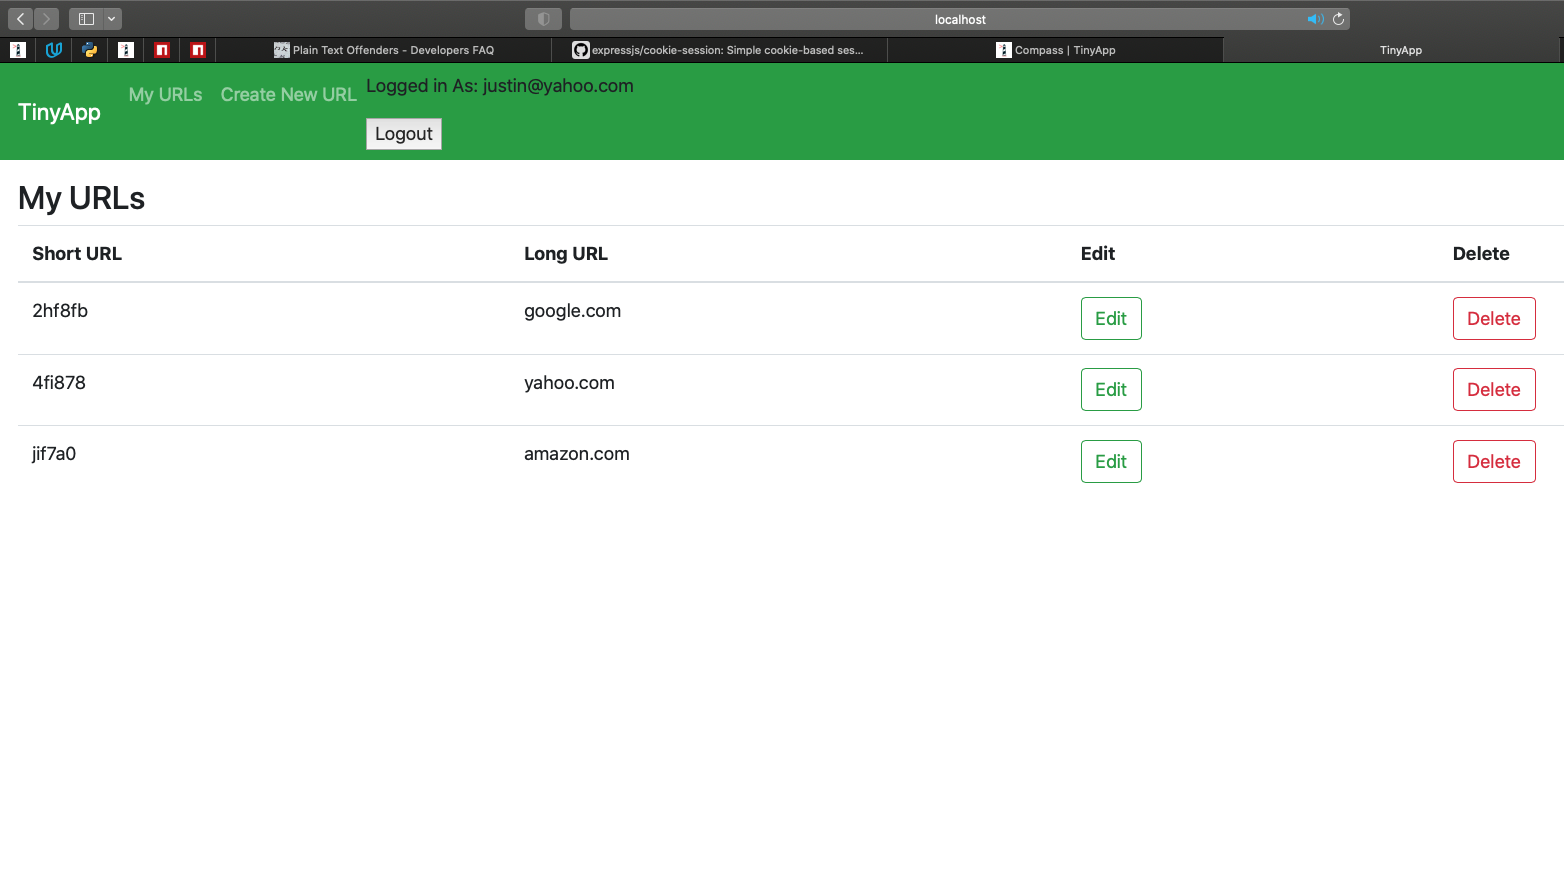 localhost
Plain Text Offenders - Developers FAQ
expressjs/cookie-session: Simple cookie-based ses...
Compass | TinyApp
TinyApp
TinyApp
My URLs
Create New URL
Logged in As: justin@yahoo.com
Logout
My URLs
Short URL Long URL Edit Delete
2hf8fb google.com Edit Delete
4fi878 yahoo.com Edit Delete
jif7a0 amazon.com Edit Delete